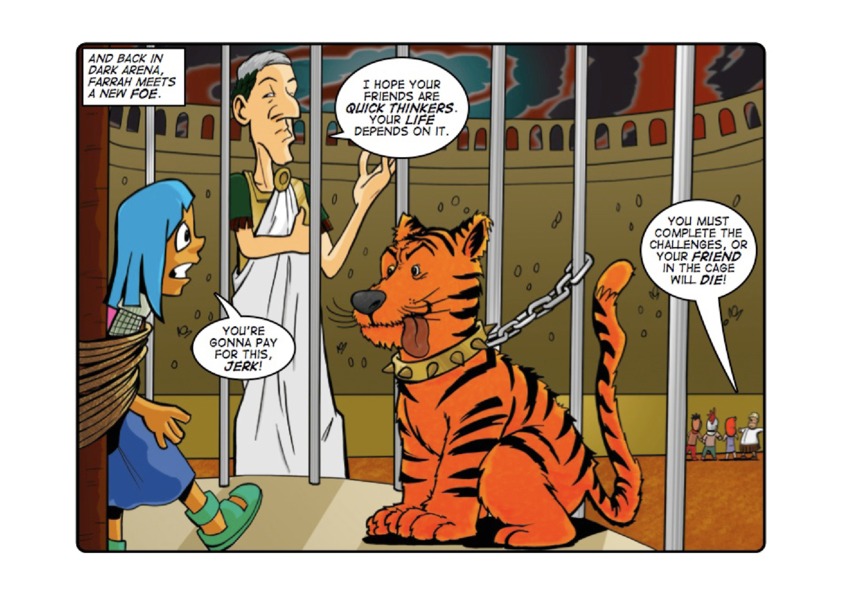 AND BACK IN
DARK ARENA,
FARRAH MEETS
A NEW FOE.
I HOPE YOUR
FRIENDS ARE
QUICK THINKERS.
YOUR LIFE
DEPENDS ON IT.
YOU'RE
GONNA PAY
FOR THIS,
JERK!
YOU MUST
COMPLETE THE
CHALLENGES, OR
YOUR FRIEND
IN THE CAGE
WILL DIE!